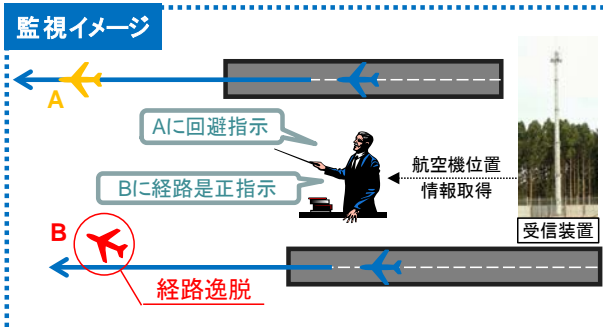 監視イメージ
A
Aに回避指示
航空機位置
情報取得
Bに経路是正指示
受信装置
B
経路逸脱